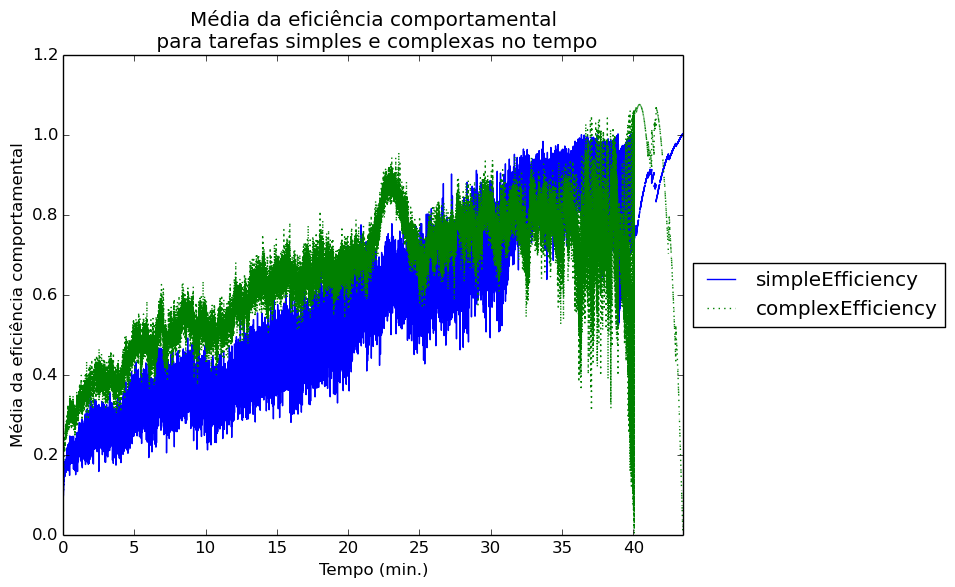 Média da eficiência comportamental
para tarefas simples e complexas no tempo
1.2
1.0
0.8
0.6
0.4
0.2
0.0
Média da eficiência comportamental
0 5 10 15 20 25 30 35 40
Tempo (min.)
simpleEfficiency
complexEfficiency